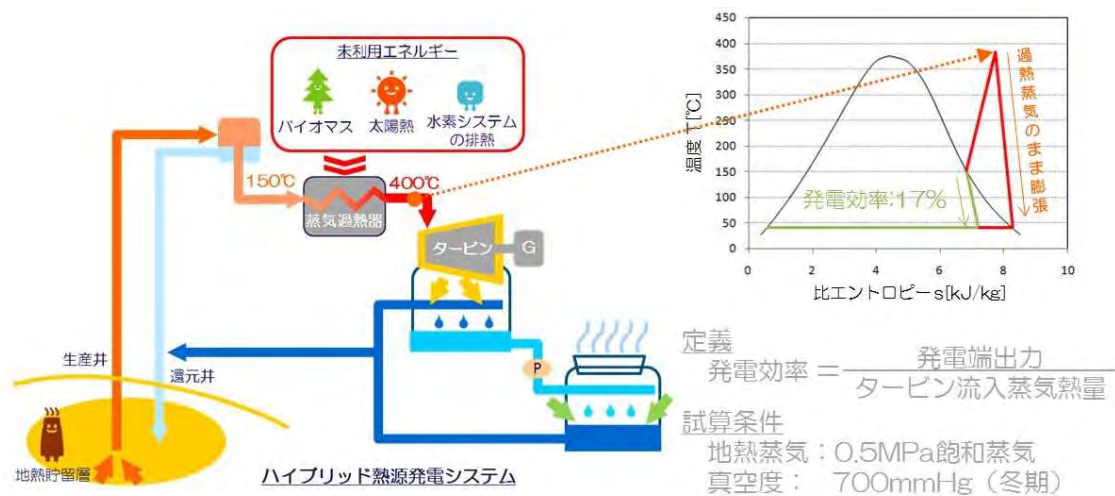 未利用エネルギー
バイオマス
太陽熱
水素システム
の排熱
150℃
400℃
蒸気過熱器
タービン
G
P
生産井
還元井
地熱貯留層
ハイブリッド熱源発電システム
温度 T[℃]
450
400
350
300
250
200
150
100
50
0
0
2
4
6
8
10
比エントロピーs[kJ/kg]
過熱蒸気のまま膨張
発電効率:17%
定義
発電効率 = 発電端出力
タービン流入蒸気熱量
試算条件
地熱蒸気：0.5MPa飽和蒸気
真空度： 700mmHg（冬期）